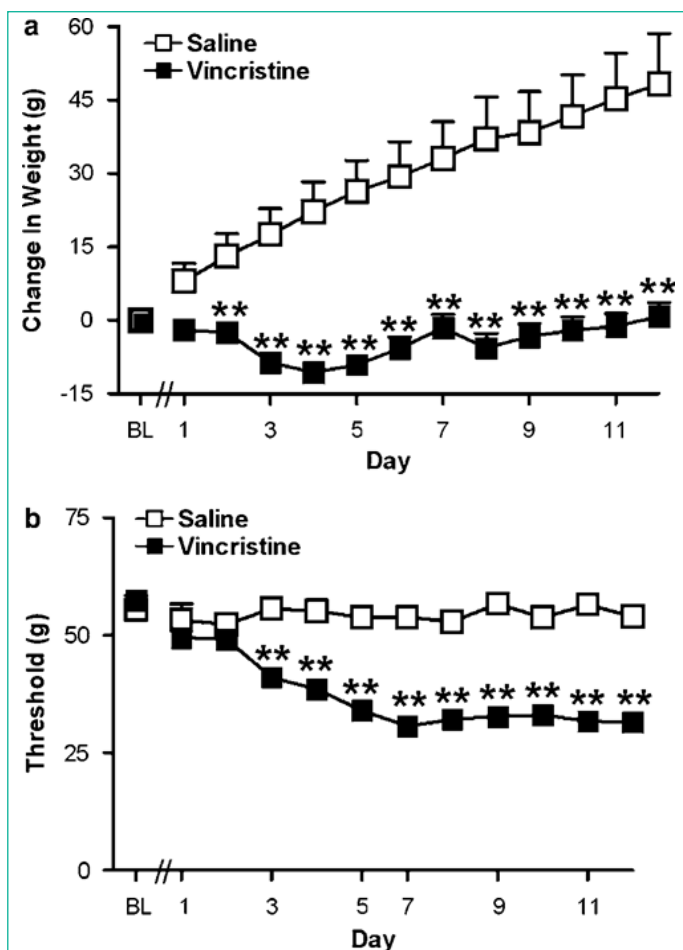 a
60
Saline
Vincristine
45
30
15
0
-15
Change In Weight (g)
** ** ** ** ** ** ** ** ** ** **
BL // 1 3 5 7 9 11
Day
b
75
Saline
Vincristine
50
25
0
Threshold (g)
** ** ** ** ** ** ** ** **
BL // 1 3 5 7 9 11
Day